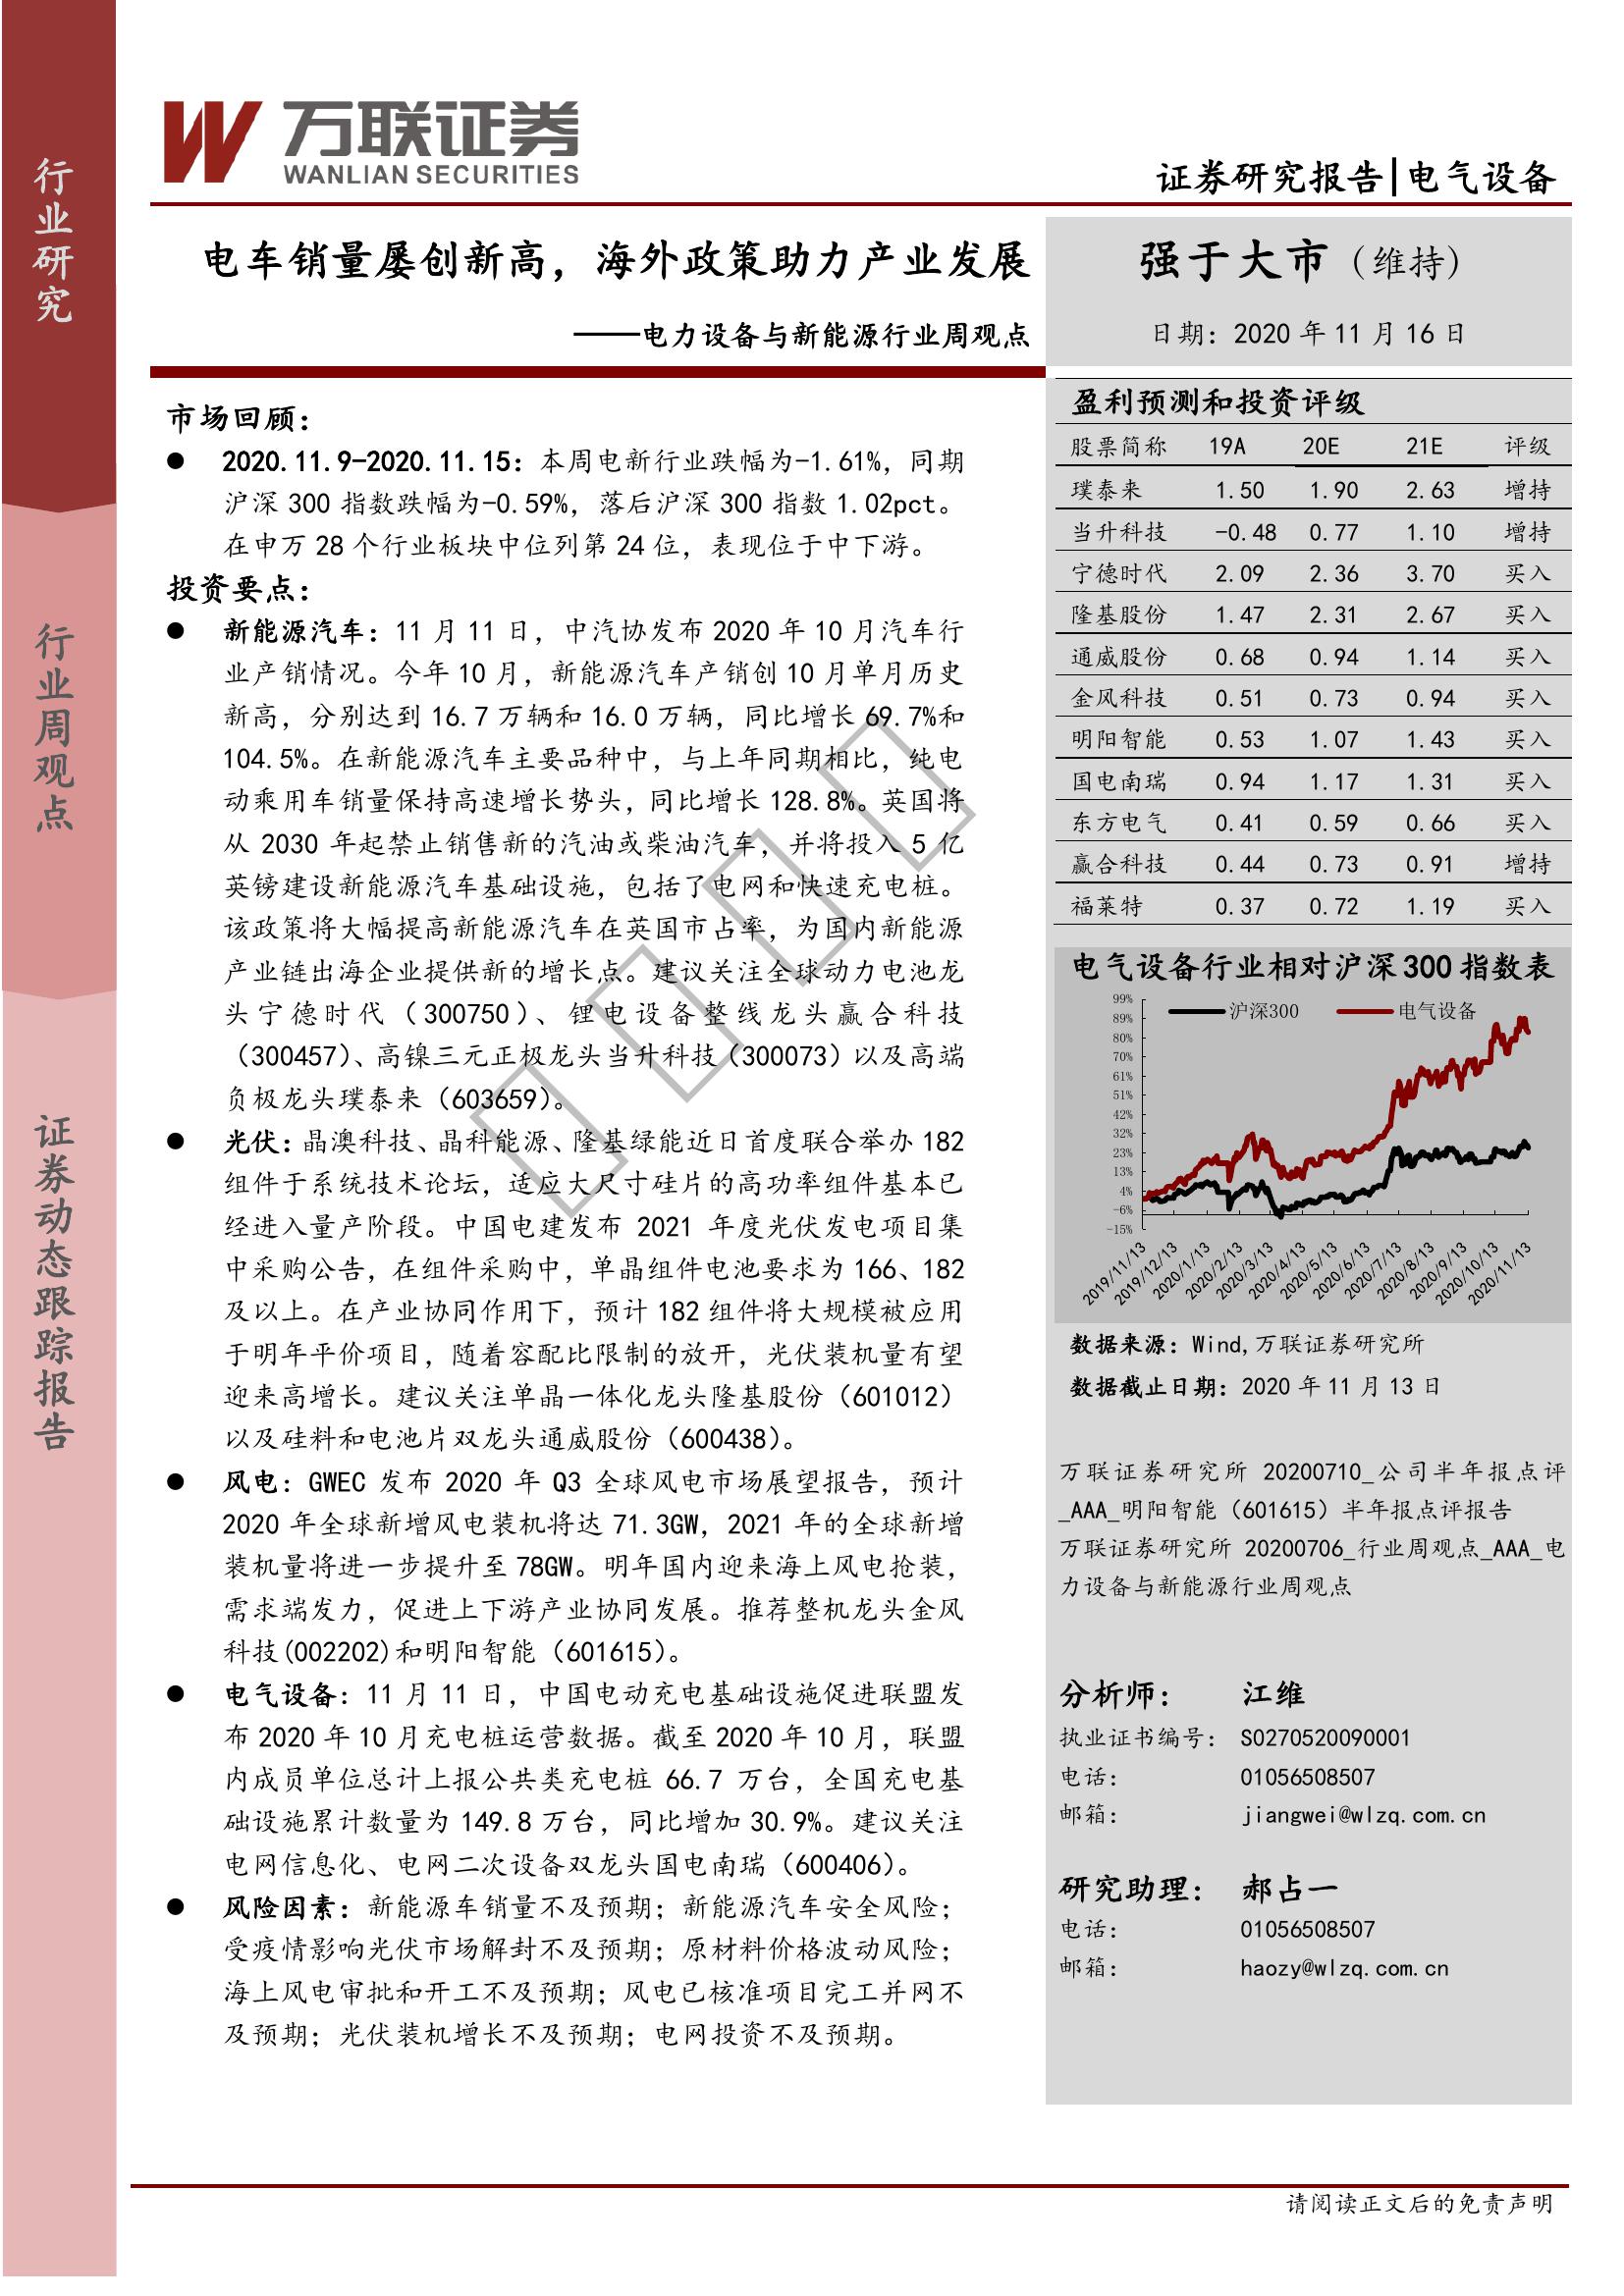 行业研究
行业周观点
证券动态跟踪报告
万联证券
WANLIAN SECURITIES
证券研究报告|电气设备
电车销量屡创新高，海外政策助力产业发展
——电力设备与新能源行业周观点
强于大市（维持）
日期：2020 年 11 月 16 日
市场回顾：
● 2020.11.9-2020.11.15：本周电新行业跌幅为-1.61%，同期
沪深 300 指数跌幅为-0.59%，落后沪深 300 指数 1.02pct。
在申万 28 个行业板块中位列第 24 位，表现位于中下游。
投资要点：
● 新能源汽车：11 月 11 日，中汽协发布 2020 年 10 月汽车行
业产销情况。今年 10 月，新能源汽车产销创 10 月单月历史
新高，分别达到 16.7 万辆和 16.0 万辆，同比增长 69.7%和
104.5%。在新能源汽车主要品种中，与上年同期相比，纯电
动乘用车销量保持高速增长势头，同比增长 128.8%。英国将
从 2030 年起禁止销售新的汽油或柴油汽车，并将投入 5 亿
英镑建设新能源汽车基础设施，包括了电网和快速充电桩。
该政策将大幅提高新能源汽车在英国市占率，为国内新能源
产业链出海企业提供新的增长点。建议关注全球动力电池龙
头宁德时代（300750）、锂电设备整线龙头赢合科技
（300457）、高镍三元正极龙头当升科技（300073）以及高端
负极龙头璞泰来（603659）。
● 光伏：晶澳科技、晶科能源、隆基绿能近日首度联合举办 182
组件于系统技术论坛，适应大尺寸硅片的高功率组件基本已
经进入量产阶段。中国电建发布 2021 年度光伏发电项目集
中采购公告，在组件采购中，单晶组件电池要求为 166、182
及以上。在产业协同作用下，预计 182 组件将大规模被应用
于明年平价项目，随着容配比限制的放开，光伏装机量有望
迎来高增长。建议关注单晶一体化龙头隆基股份（601012）
以及硅料和电池片双龙头通威股份（600438）。
● 风电：GWEC 发布 2020 年 Q3 全球风电市场展望报告，预计
2020 年全球新增风电装机将达 71.3GW，2021 年的全球新增
装机量将进一步提升至 78GW。明年国内迎来海上风电抢装，
需求端发力，促进上下游产业协同发展。推荐整机龙头金风
科技(002202)和明阳智能（601615）。
● 电气设备：11 月 11 日，中国电动充电基础设施促进联盟发
布 2020 年 10 月充电桩运营数据。截至 2020 年 10 月，联盟
内成员单位总计上报公共类充电桩 66.7 万台，全国充电基
础设施累计数量为 149.8 万台，同比增加 30.9%。建议关注
电网信息化、电网二次设备双龙头国电南瑞（600406）。
● 风险因素：新能源车销量不及预期；新能源汽车安全风险；
受疫情影响光伏市场解封不及预期；原材料价格波动风险；
海上风电审批和开工不及预期；风电已核准项目完工并网不
及预期；光伏装机增长不及预期；电网投资不及预期。
盈利预测和投资评级
股票简称 19A 20E 21E 评级
璞泰来 1.50 1.90 2.63 增持
当升科技 -0.48 0.77 1.10 增持
宁德时代 2.09 2.36 3.70 买入
隆基股份 1.47 2.31 2.67 买入
通威股份 0.68 0.94 1.14 买入
金风科技 0.51 0.73 0.94 买入
明阳智能 0.53 1.07 1.43 买入
国电南瑞 0.94 1.17 1.31 买入
东方电气 0.41 0.59 0.66 买入
赢合科技 0.44 0.73 0.91 增持
福莱特 0.37 0.72 1.19 买入
电气设备行业相对沪深 300 指数表
沪深300 电气设备
99%
89%
80%
70%
61%
51%
42%
32%
23%
13%
4%
-6%
-15%
2019/11/13
2019/12/13
2020/1/13
2020/2/13
2020/3/13
2020/4/13
2020/5/13
2020/6/13
2020/7/13
2020/8/13
2020/9/13
2020/10/13
2020/11/13
数据来源：Wind,万联证券研究所
数据截止日期：2020 年 11 月 13 日
万联证券研究所 20200710_公司半年报点评
_AAA_明阳智能（601615）半年报点评报告
万联证券研究所 20200706_行业周观点_AAA_电
力设备与新能源行业周观点
分析师： 江维
执业证书编号： S0270520090001
电话： 01056508507
邮箱： jiangwei@wlzq.com.cn
研究助理： 郝占一
电话： 01056508507
邮箱： haozy@wlzq.com.cn
请阅读正文后的免责声明